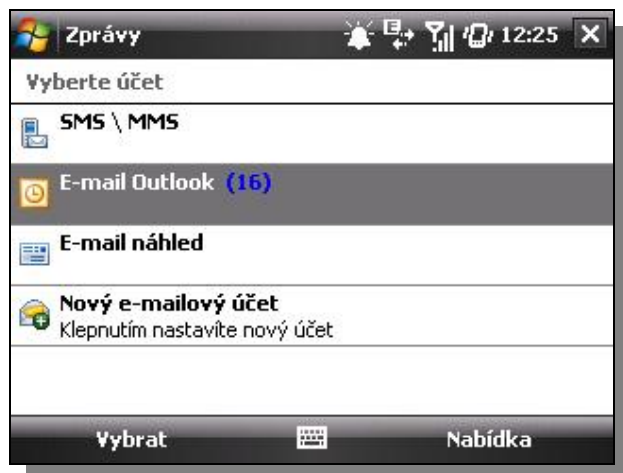 Zprávy 12:25
Vyberte účet
SMS \ MMS
E-mail Outlook (16)
E-mail náhled
Nový e-mailový účet
Klepnutím nastavíte nový účet
Vybrat Nabídka